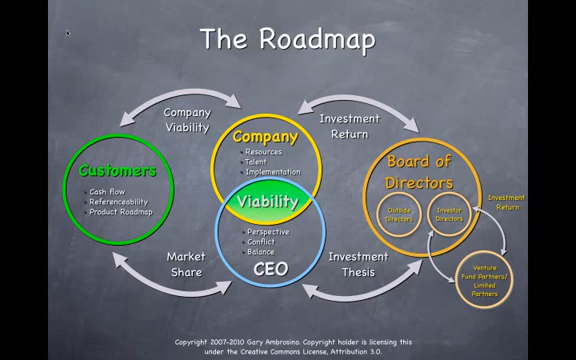 The Roadmap
Company
Viability
Investment
Return
Company
Resources
Talent
Implementation
Customers
Cash flow
Referenceability
Product Roadmap
Board of
Directors
Outside
Directors
Investor
Directors
Investment
Return
Viability
Perspective
Conflict
Balance
CEO
Market
Share
Investment
Thesis
Venture
Fund Partners/
Limited
Partners
Copyright 2007-2010 Gary Ambrosino. Copyright holder is licensing this
under the Creative Commons License, Attribution 3.0.